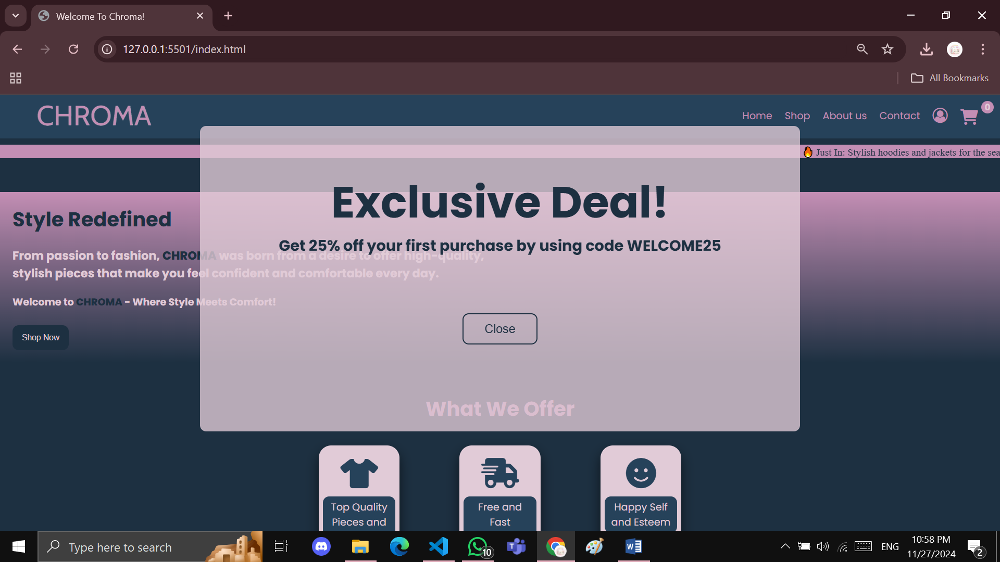 Welcome To Chroma!
127.0.0.1:5501/index.html
All Bookmarks
CHROMA
Home Shop About us Contact 0
🔥 Just In: Stylish hoodies and jackets for the sea
Exclusive Deal!
Get 25% off your first purchase by using code WELCOME25
Close
Style Redefined
From passion to fashion, CHROMA was born from a desire to offer high-quality,
stylish pieces that make you feel confident and comfortable every day.
Welcome to CHROMA - Where Style Meets Comfort!
Shop Now
What We Offer
Top Quality
Pieces and
Free and
Fast
Happy Self
and Esteem
Type here to search
10
ENG
10:58 PM
11/27/2024
2